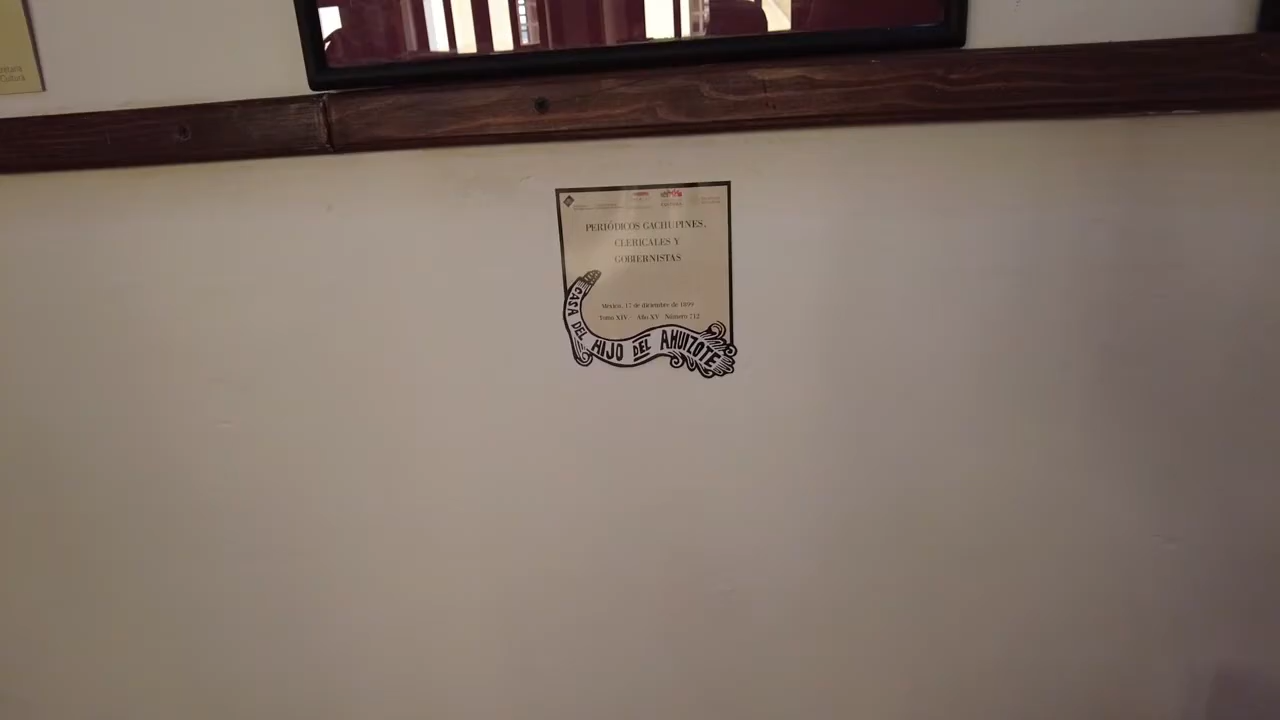 Cultura
PERIÓDICOS GACHUPINES,
CLERICALES Y
GOBIERNISTAS
México, 17 de diciembre de 1899
Tomo XIV Año XV Número 712
CASA DEL HIJO DEL AHUIZOTE